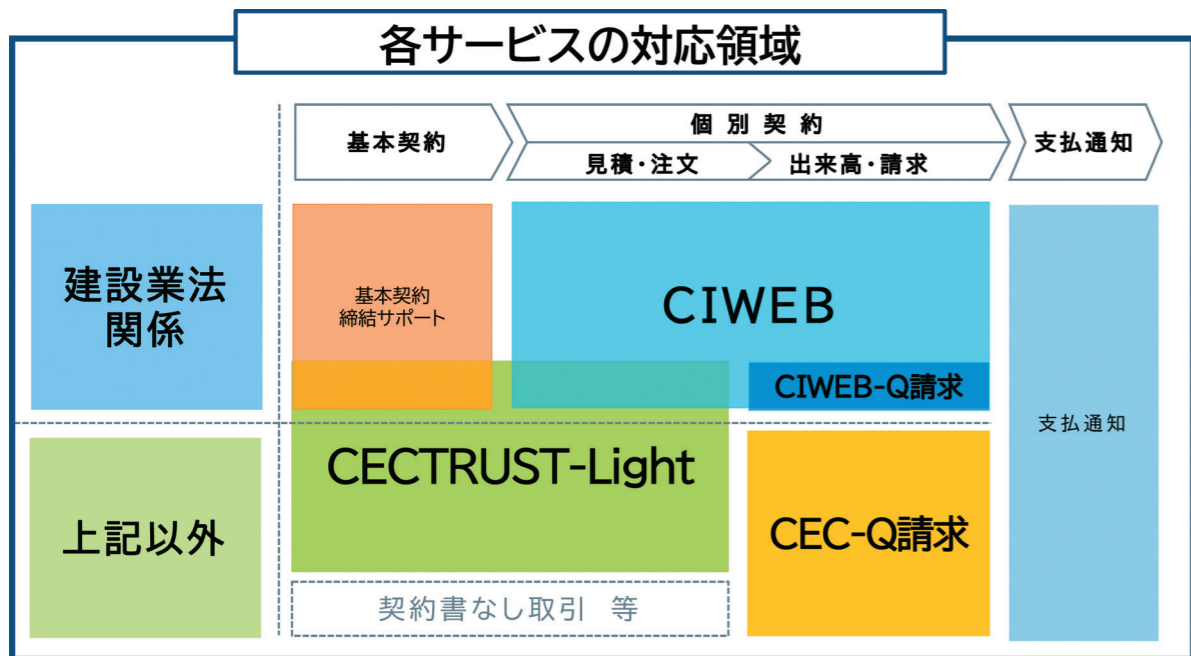 各サービスの対応領域
基本契約
個別契約
見積・注文
出来高・請求
支払通知
建設業法
関係
基本契約
締結サポート
CIWEB
CIWEB-Q請求
支払通知
上記以外
CECTRUST-Light
CEC-Q請求
契約書なし取引 等